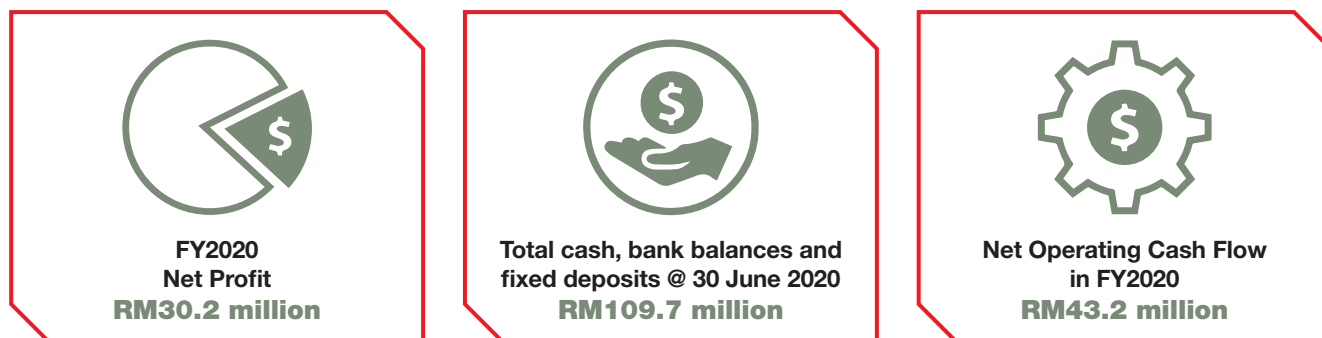 $
FY2020
Net Profit
RM30.2 million
$
Total cash, bank balances and
fixed deposits @ 30 June 2020
RM109.7 million
$
Net Operating Cash Flow
in FY2020
RM43.2 million